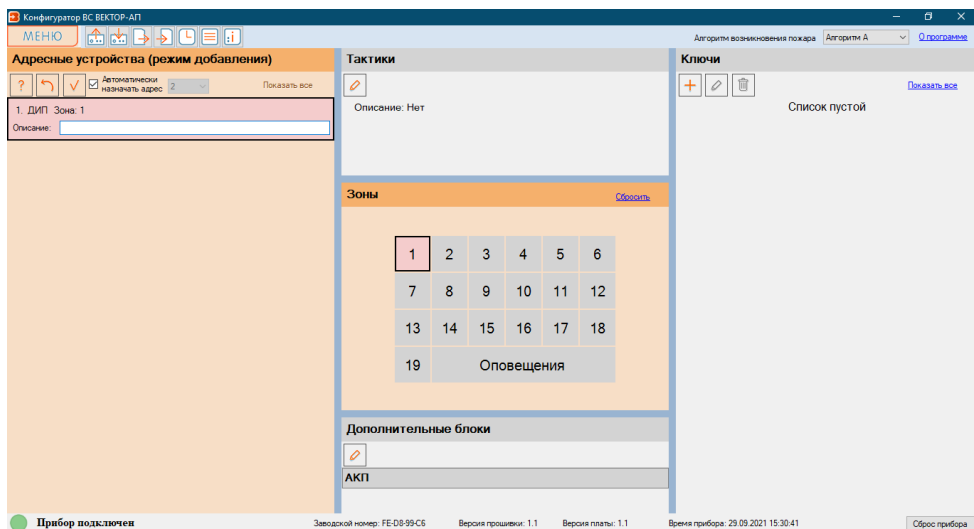 Конфигуратор ВС ВЕКТОР-АП
МЕНЮ
Алгоритм возникновения пожара Алгоритм А О программе
Адресные устройства (режим добавления)
? Автоматически назначать адрес 2 Показать все
1. ДИП Зона: 1
Описание:
Тактики
Описание: Нет
Зоны Сбросить
1 2 3 4 5 6
7 8 9 10 11 12
13 14 15 16 17 18
19 Оповещения
Дополнительные блоки
АКП
Ключи
Показать все
Список пустой
Прибор подключен Заводской номер: FE-D8-99-C6 Версия прошивки: 1.1 Версия платы: 1.1 Время прибора: 29.09.2021 15:30:41 Сброс прибора